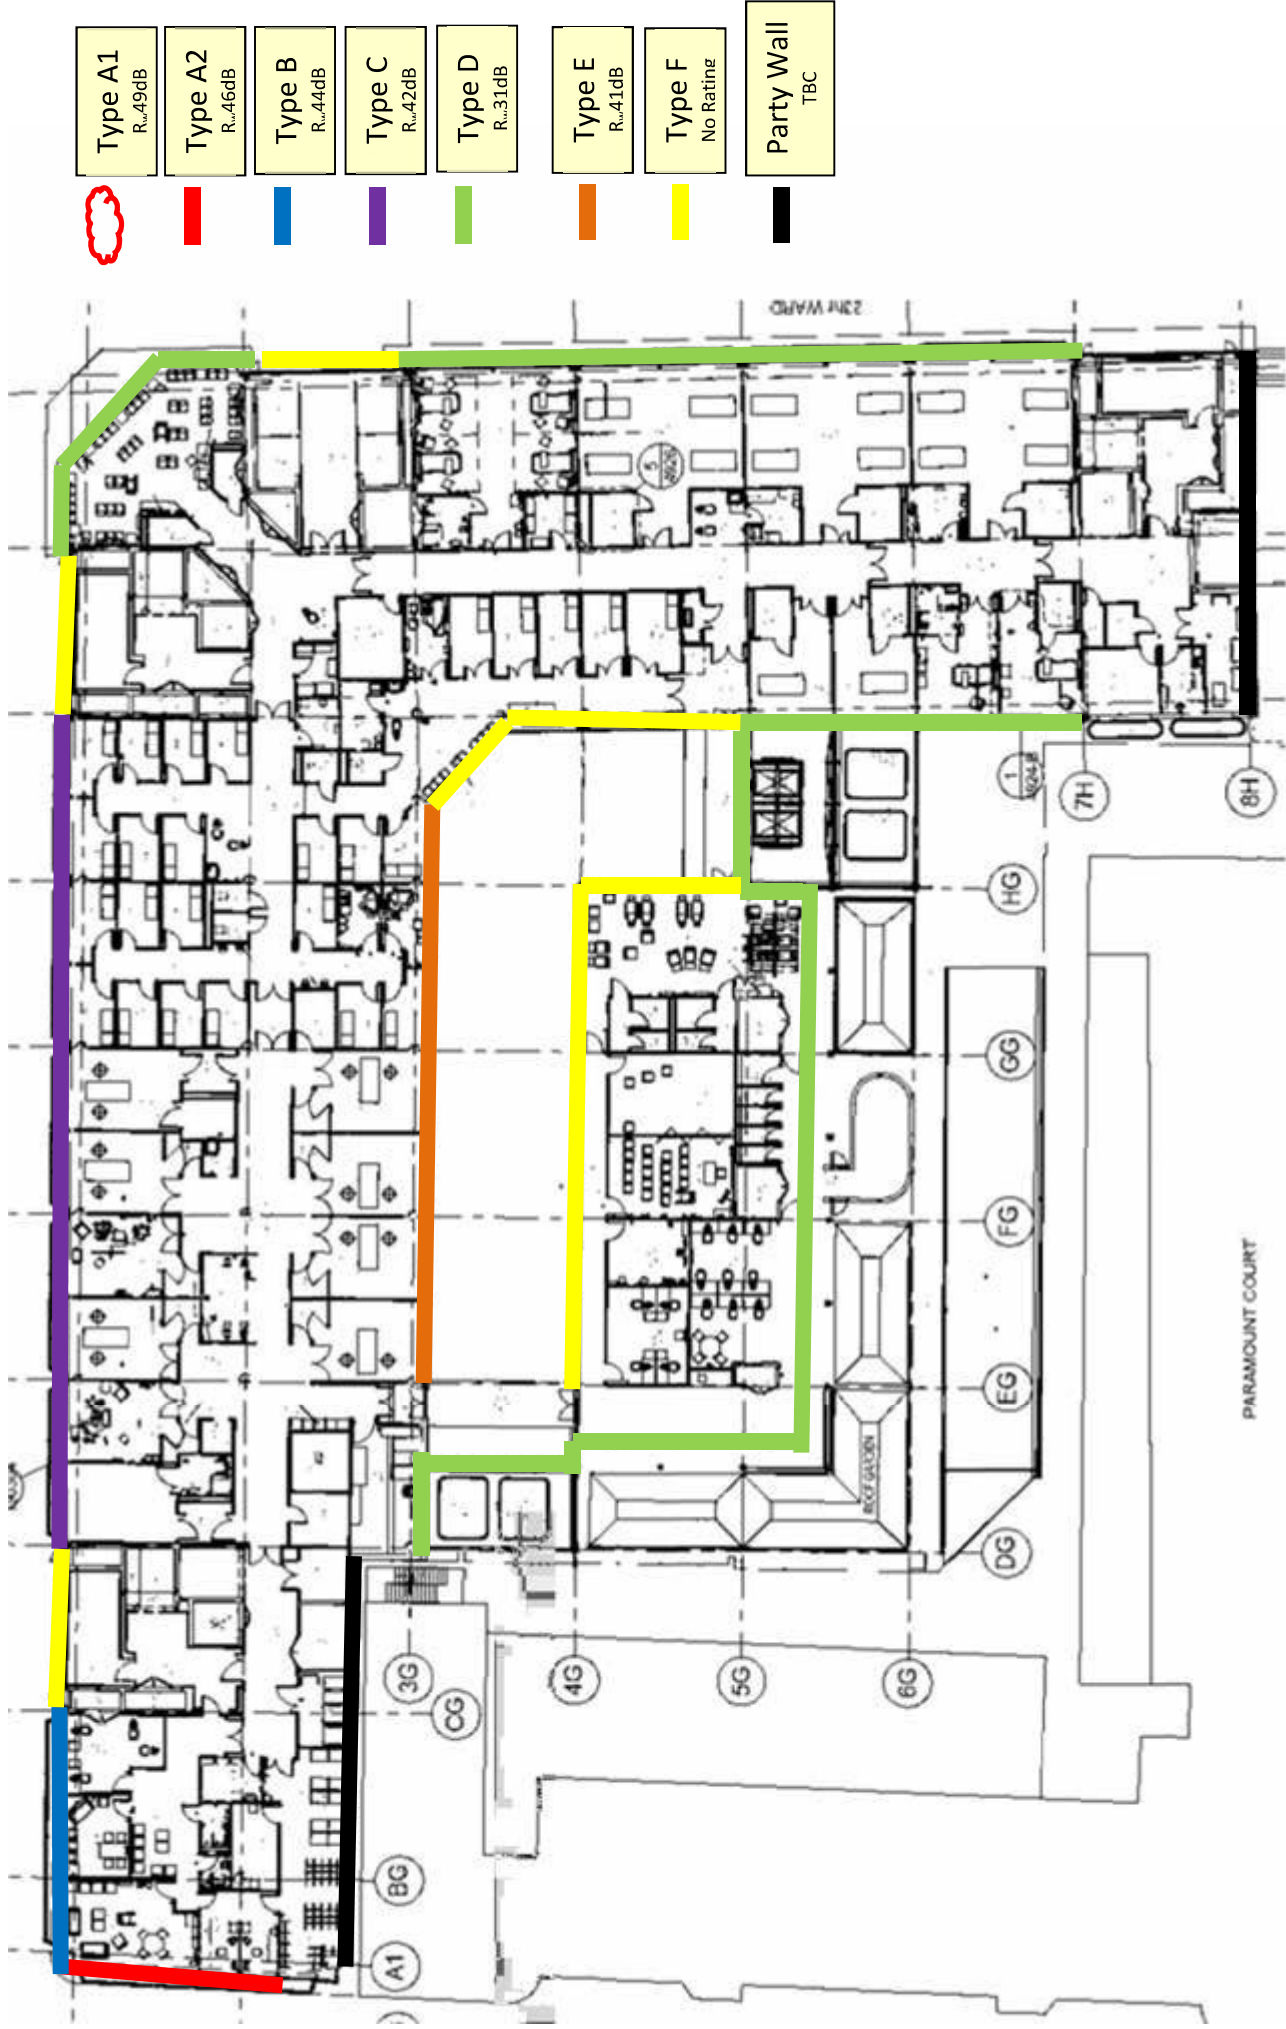 Type A1
Rw49dB
Type A2
Rw46dB
Type B
Rw44dB
Type C
Rw42dB
Type D
Rw31dB
Type E
Rw41dB
Type F
No Rating
Party Wall
TBC
23hr WARD
5
1
7H
8H
HG
GG
FG
EG
DG
ROOF GARDEN
PARAMOUNT COURT
3G
4G
5G
6G
CG
BG
A1